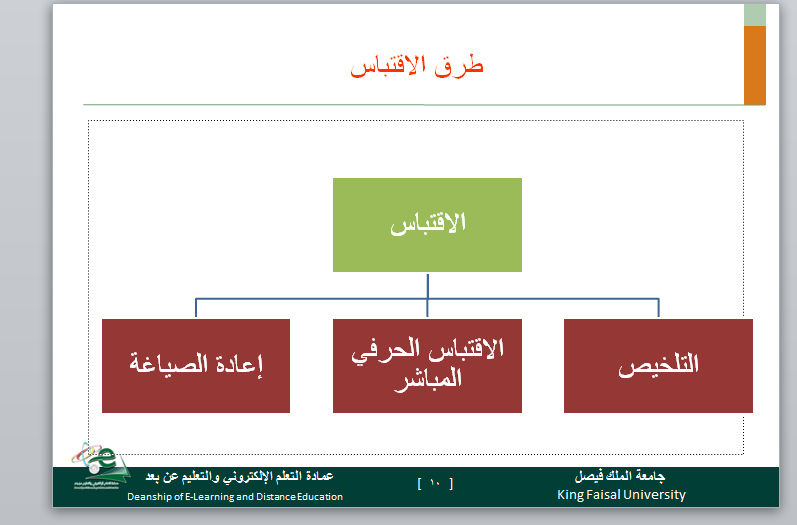 طرق الاقتباس
الاقتباس
التلخيص
الاقتباس الحرفي
المباشر
إعادة الصياغة
جامعة الملك فيصل
King Faisal University
[ ١٠ ]
عمادة التعلم الإلكتروني والتعليم عن بعد
Deanship of E-Learning and Distance Education